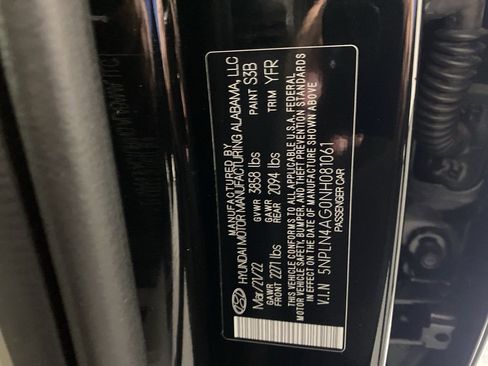 MANUFACTURED BY
HYUNDAI MOTOR MANUFACTURING ALABAMA, LLC
Mar/21/22 GVWR 3858 lbs PAINT S3B
GAWR FRONT 2271 lbs GAWR REAR 2094 lbs TRIM YFR
THIS VEHICLE CONFORMS TO ALL APPLICABLE U.S.A. FEDERAL
MOTOR VEHICLE SAFETY, BUMPER, AND THEFT PREVENTION STANDARDS
IN EFFECT ON THE DATE OF MANUFACTURE SHOWN ABOVE
V.I.N 5NPLN4AG0NH081061
PASSENGER CAR